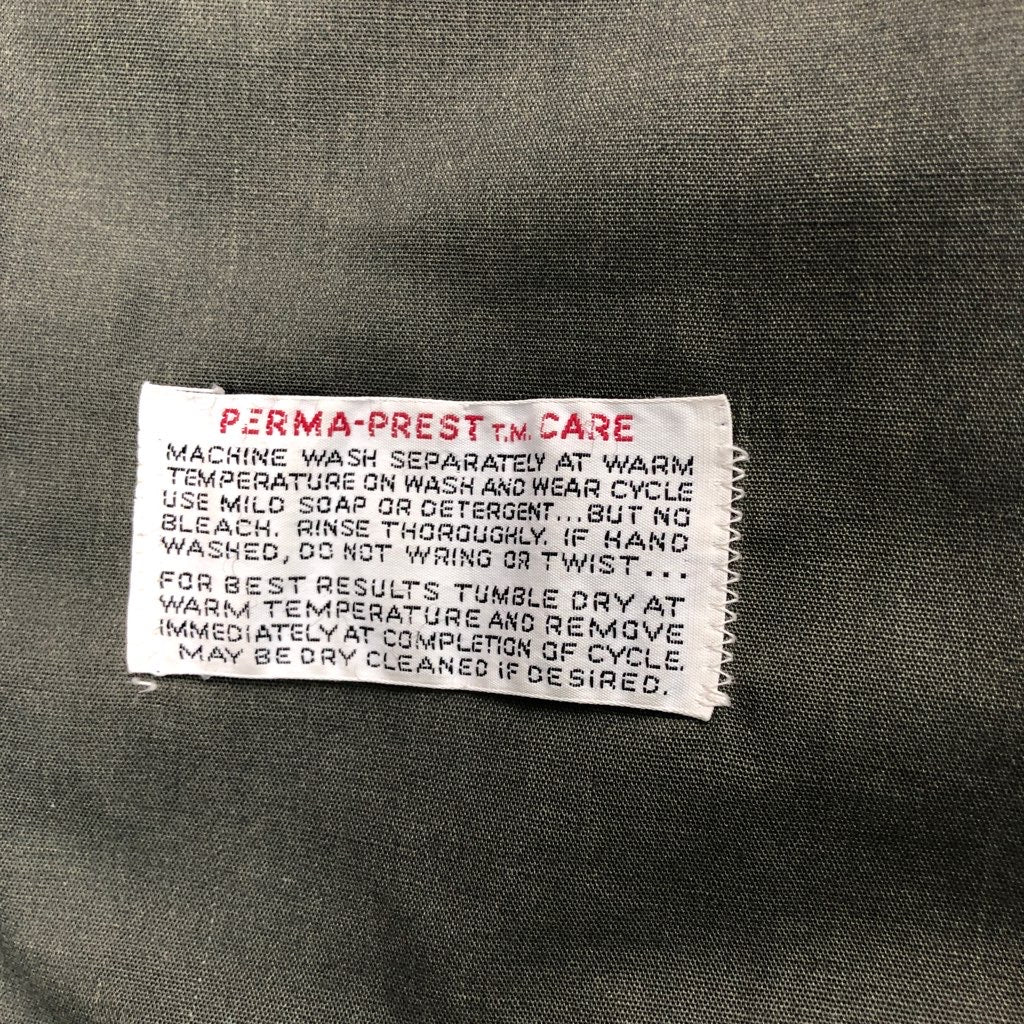 PERMA-PREST T.M. CARE
MACHINE WASH SEPARATELY AT WARM
TEMPERATURE ON WASH AND WEAR CYCLE
USE MILD SOAP OR DETERGENT...BUT NO
BLEACH. RINSE THOROUGHLY. IF HAND
WASHED, DO NOT WRING OR TWIST...
FOR BEST RESULTS TUMBLE DRY AT
WARM TEMPERATURE AND REMOVE
IMMEDIATELY AT COMPLETION OF CYCLE.
MAY BE DRY CLEANED IF DESIRED.